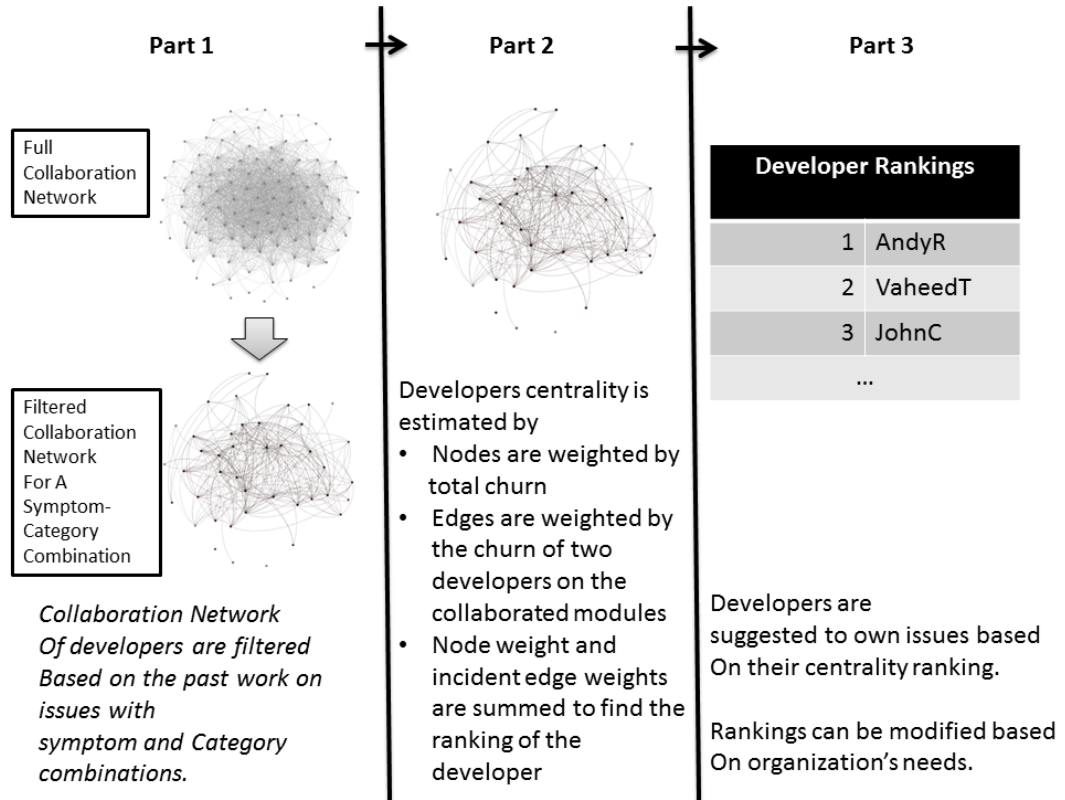 Part 1
Full
Collaboration
Network
Filtered
Collaboration
Network
For A
Symptom-
Category
Combination
Collaboration Network
Of developers are filtered
Based on the past work on
issues with
symptom and Category
combinations.
Part 2
Developers centrality is
estimated by
• Nodes are weighted by
total churn
• Edges are weighted by
the churn of two
developers on the
collaborated modules
• Node weight and
incident edge weights
are summed to find the
ranking of the
developer
Part 3
Developer Rankings
1 AndyR
2 VaheedT
3 JohnC
...
Developers are
suggested to own issues based
On their centrality ranking.
Rankings can be modified based
On organization's needs.